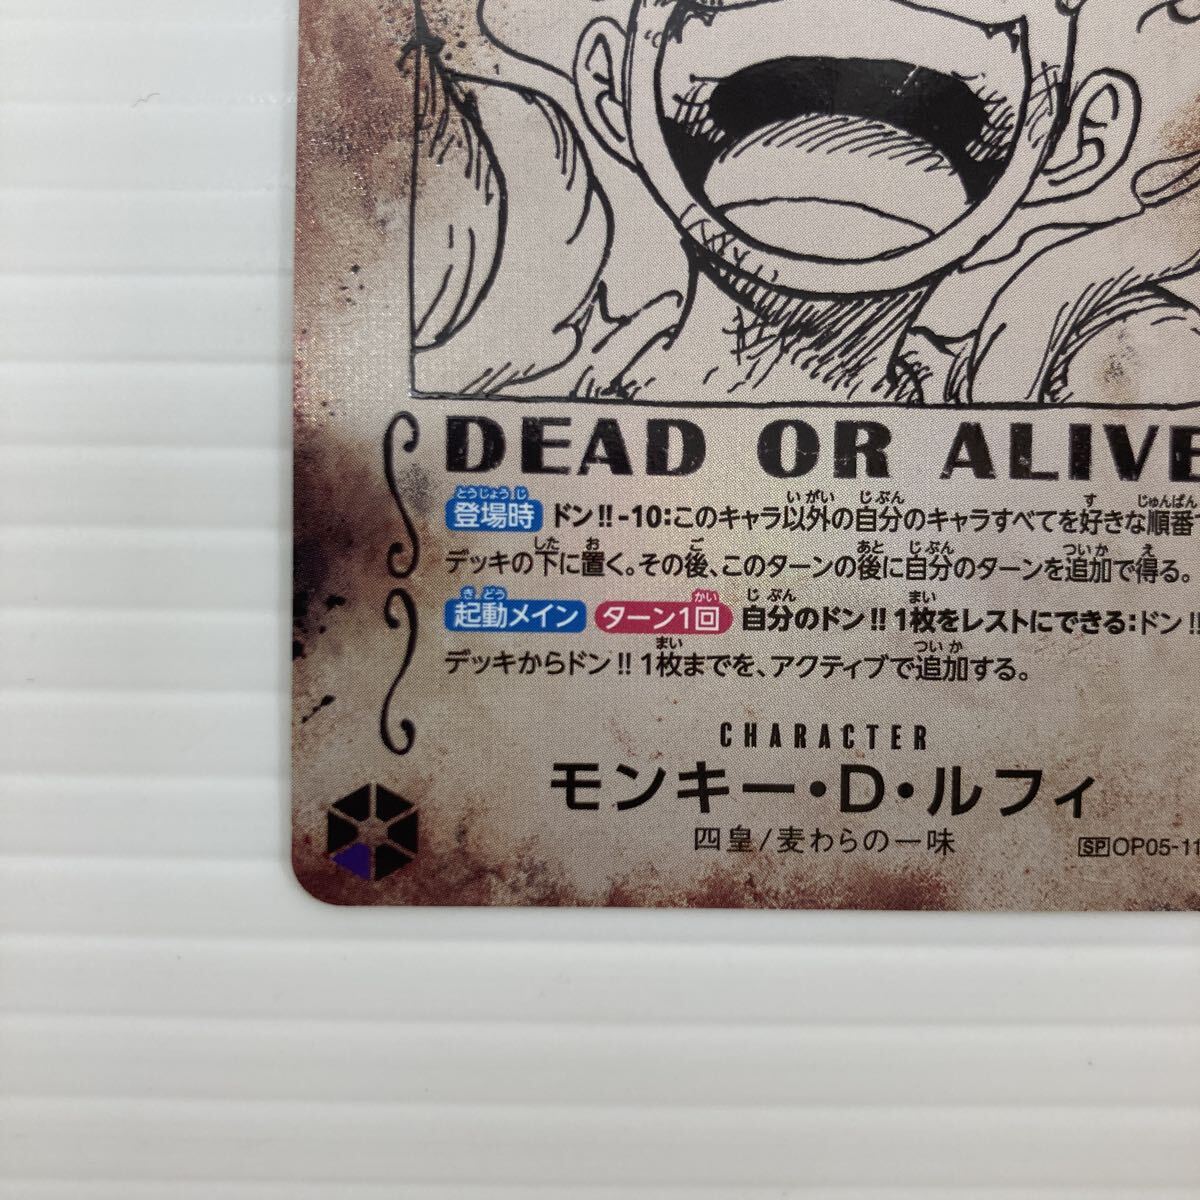 DEAD OR ALIVE
登場時 ドン!!-10:このキャラ以外の自分のキャラすべてを好きな順番
デッキの下に置く。その後、このターンの後に自分のターンを追加で得る。
起動メイン ターン1回 自分のドン!!1枚をレストにできる:ドン!!
デッキからドン!!1枚までを、アクティブで追加する。
CHARACTER
モンキー・D・ルフィ
四皇/麦わらの一味
SP OP05-11